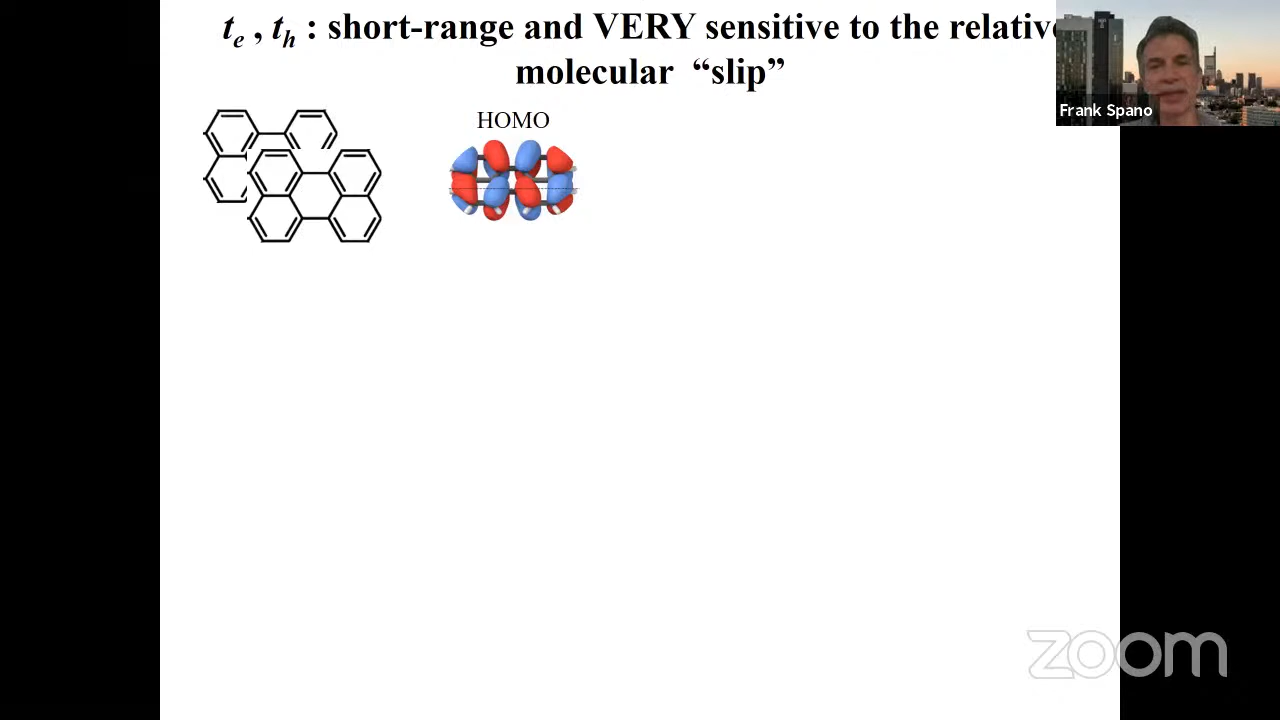 te , th : short-range and VERY sensitive to the relative
molecular “slip”
HOMO
Frank Spano
zoom